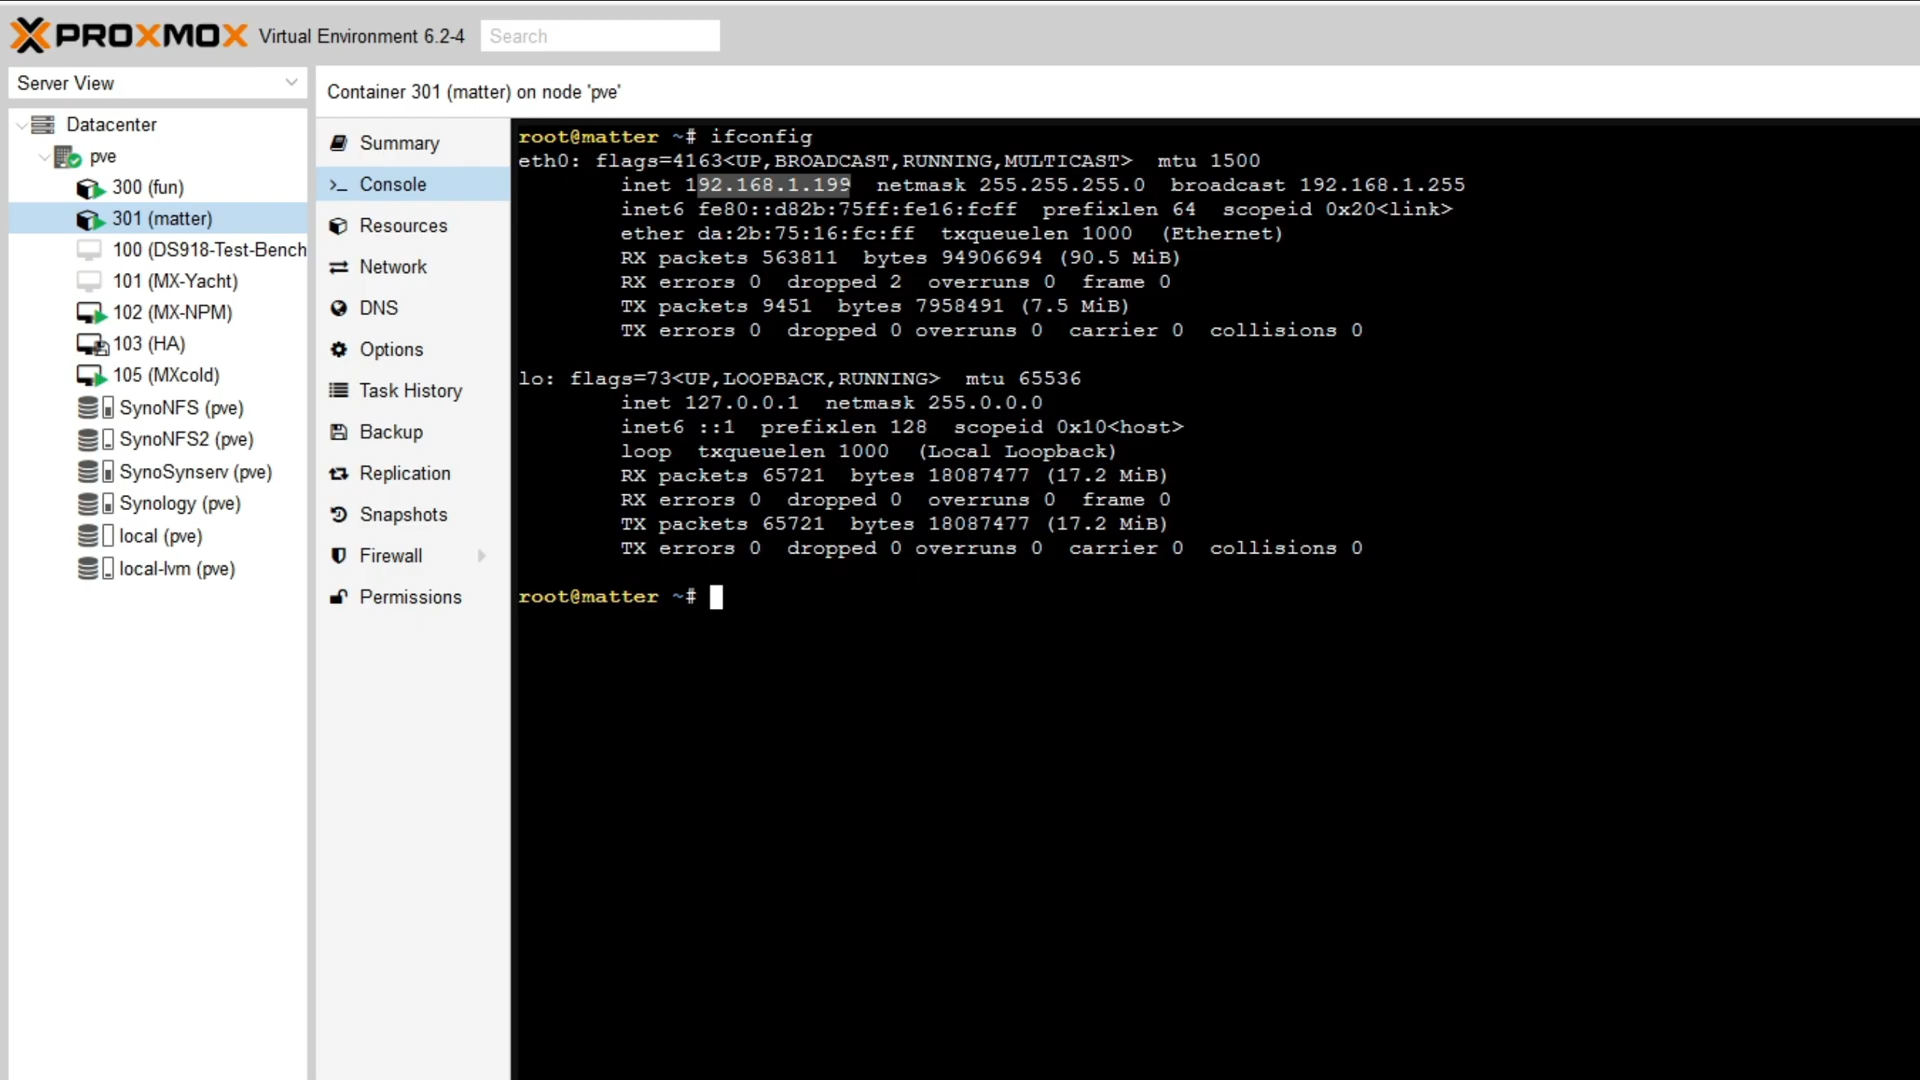 PROXMOX Virtual Environment 6.2-4 Search
Server View
Datacenter
pve
300 (fun)
301 (matter)
100 (DS918-Test-Bench
101 (MX-Yacht)
102 (MX-NPM)
103 (HA)
105 (MXcold)
SynoNFS (pve)
SynoNFS2 (pve)
SynoSynserv (pve)
Synology (pve)
local (pve)
local-lvm (pve)
Container 301 (matter) on node 'pve'
Summary
>_ Console
Resources
Network
DNS
Options
Task History
Backup
Replication
Snapshots
Firewall
Permissions
root@matter ~# ifconfig
eth0: flags=4163<UP,BROADCAST,RUNNING,MULTICAST>  mtu 1500
        inet 192.168.1.199  netmask 255.255.255.0  broadcast 192.168.1.255
        inet6 fe80::d82b:75ff:fe16:fcff  prefixlen 64  scopeid 0x20<link>
        ether da:2b:75:16:fc:ff  txqueuelen 1000  (Ethernet)
        RX packets 563811  bytes 94906694 (90.5 MiB)
        RX errors 0  dropped 2  overruns 0  frame 0
        TX packets 9451  bytes 7958491 (7.5 MiB)
        TX errors 0  dropped 0 overruns 0  carrier 0  collisions 0
lo: flags=73<UP,LOOPBACK,RUNNING>  mtu 65536
        inet 127.0.0.1  netmask 255.0.0.0
        inet6 ::1  prefixlen 128  scopeid 0x10<host>
        loop  txqueuelen 1000  (Local Loopback)
        RX packets 65721  bytes 18087477 (17.2 MiB)
        RX errors 0  dropped 0  overruns 0  frame 0
        TX packets 65721  bytes 18087477 (17.2 MiB)
        TX errors 0  dropped 0 overruns 0  carrier 0  collisions 0
root@matter ~#